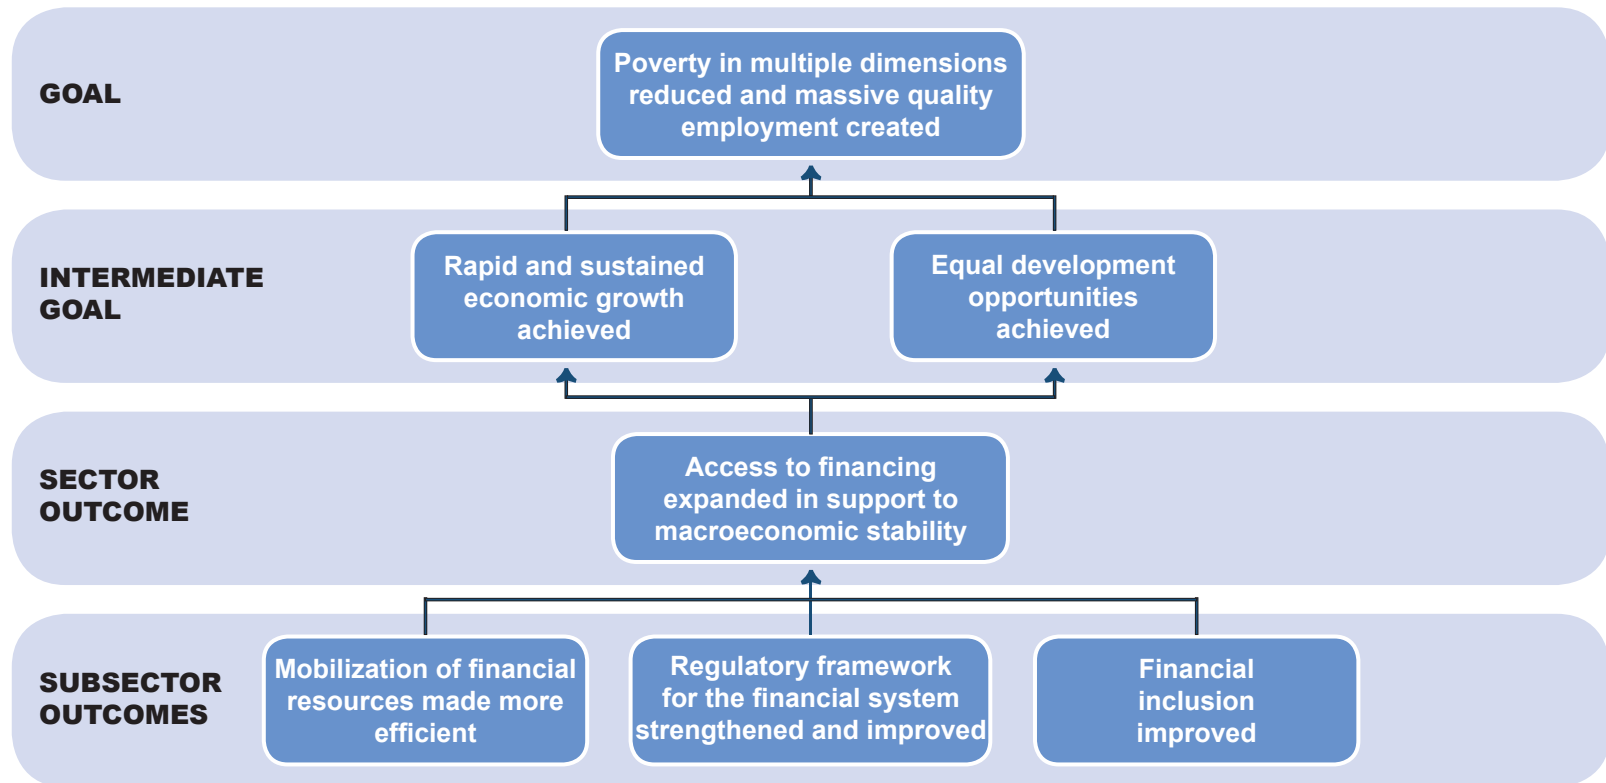 GOAL
Poverty in multiple dimensions
reduced and massive quality
employment created
INTERMEDIATE
GOAL
Rapid and sustained
economic growth
achieved
Equal development
opportunities
achieved
SECTOR
OUTCOME
Access to financing
expanded in support to
macroeconomic stability
SUBSECTOR
OUTCOMES
Mobilization of financial
resources made more
efficient
Regulatory framework
for the financial system
strengthened and improved
Financial
inclusion
improved